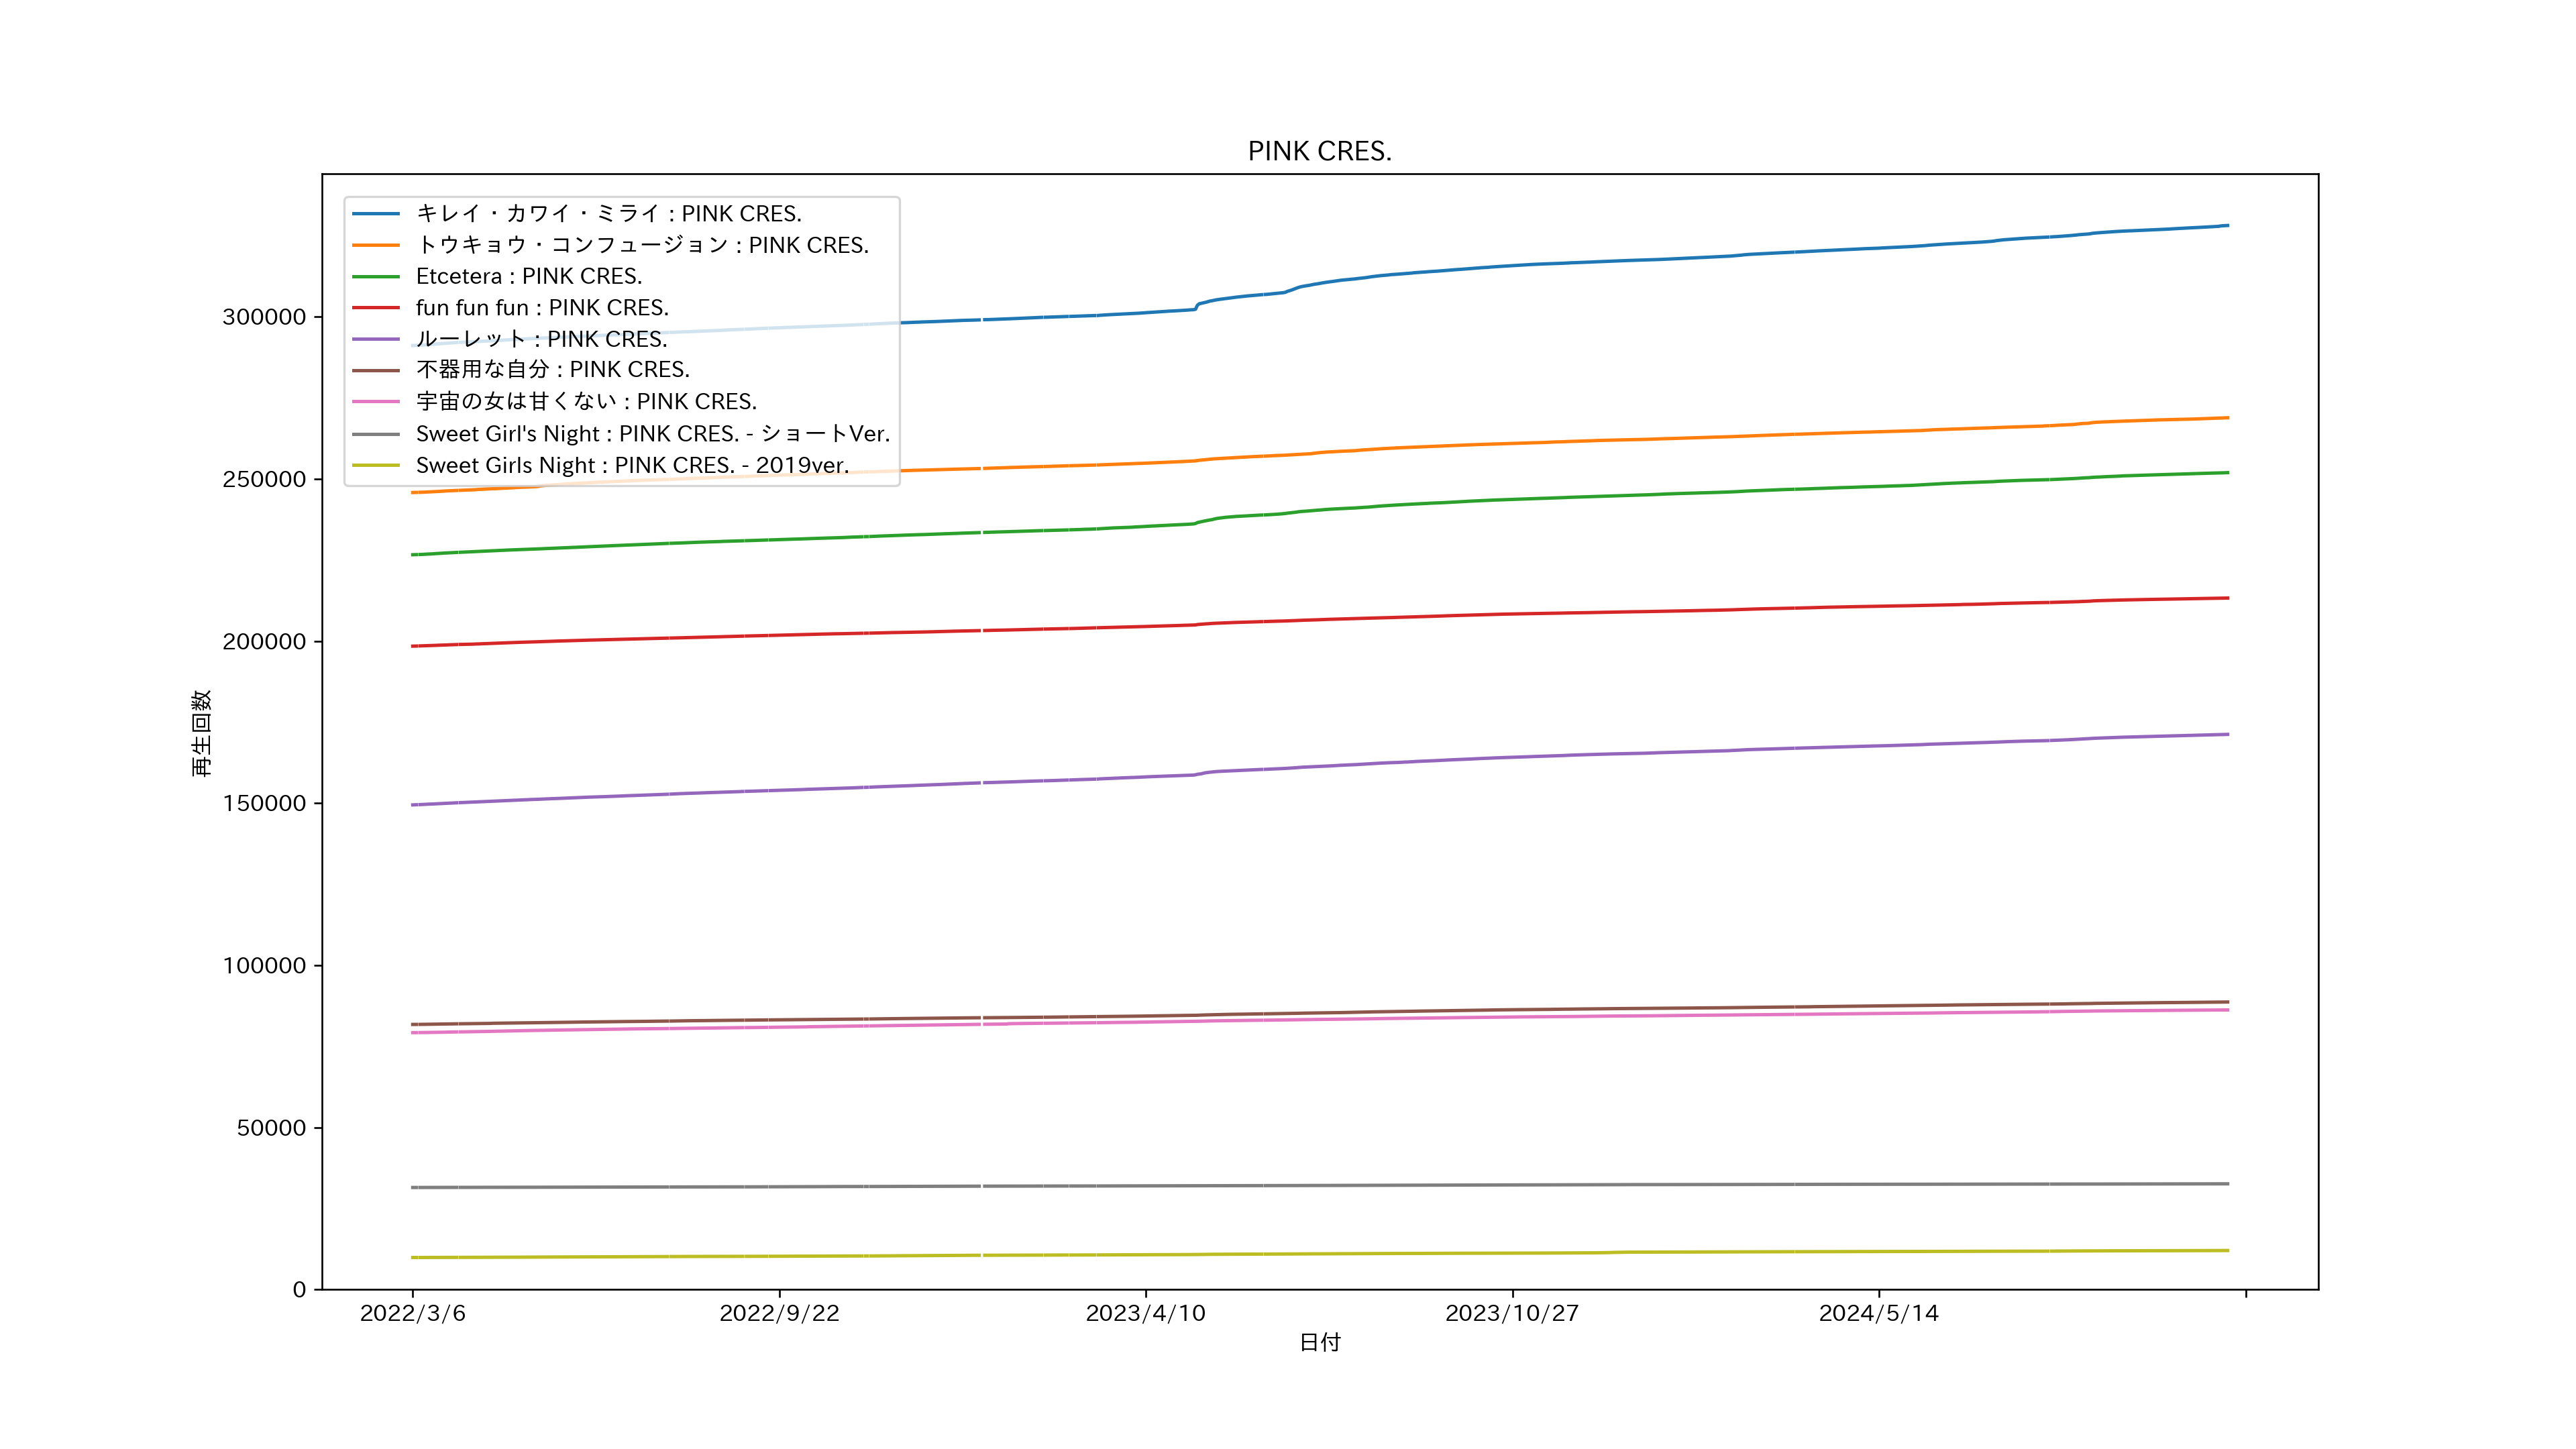 PINK CRES.
キレイ・カワイ・ミライ : PINK CRES.
トウキョウ・コンフュージョン : PINK CRES.
Etcetera : PINK CRES.
fun fun fun : PINK CRES.
ルーレット : PINK CRES.
不器用な自分 : PINK CRES.
宇宙の女は甘くない : PINK CRES.
Sweet Girl's Night : PINK CRES. - ショートVer.
Sweet Girls Night : PINK CRES. - 2019ver.
300000
250000
200000
150000
100000
50000
0
再生回数
2022/3/6
2022/9/22
2023/4/10
2023/10/27
2024/5/14
日付